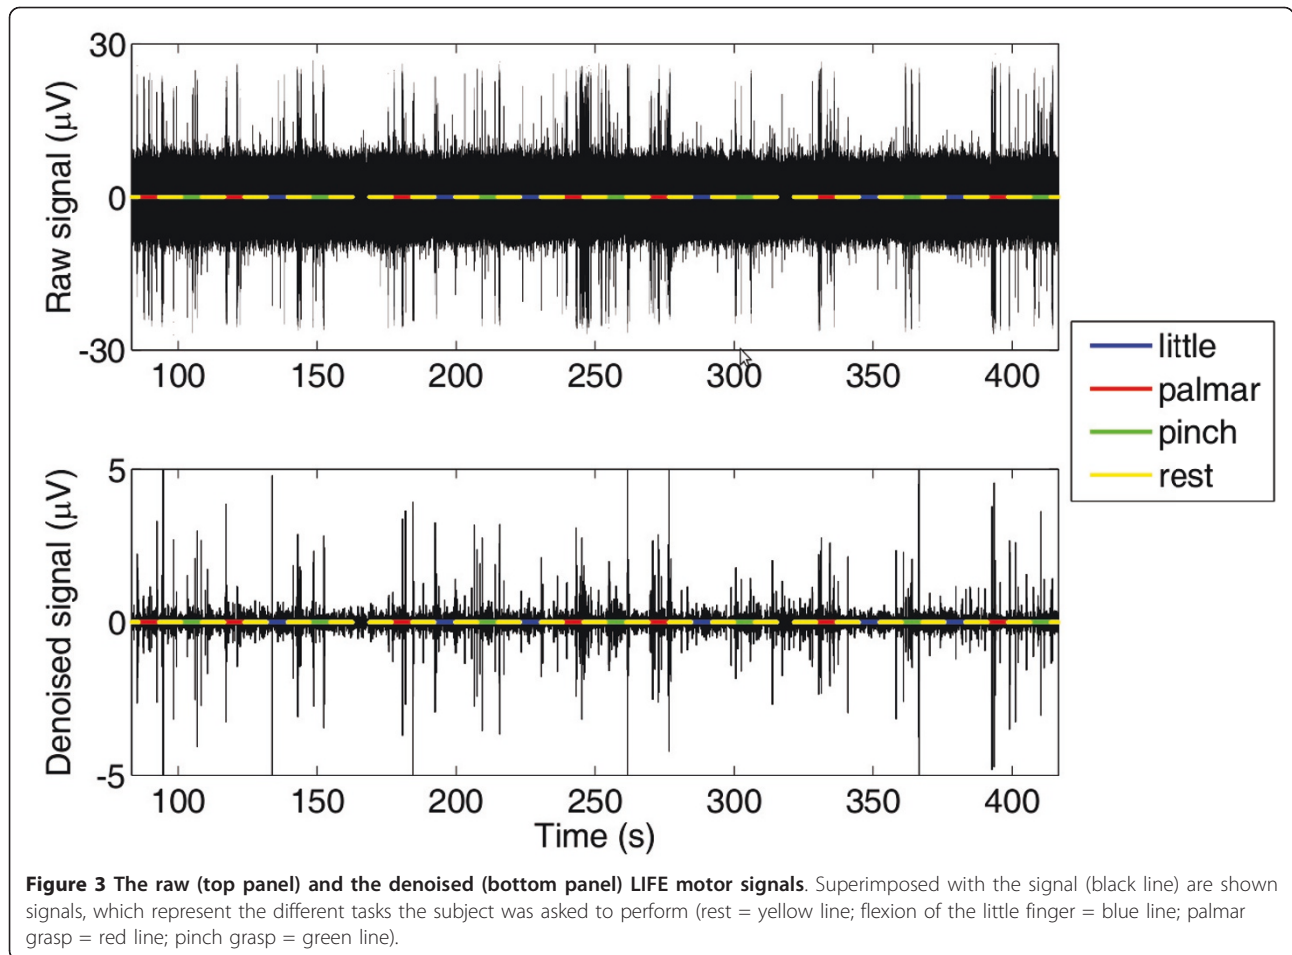 30
0
-30
Raw signal (μV)
100 150 200 250 300 350 400
little
palmar
pinch
rest
5
0
-5
Denoised signal (μV)
100 150 200 250 300 350 400
Time (s)
Figure 3 The raw (top panel) and the denoised (bottom panel) LIFE motor signals. Superimposed with the signal (black line) are shown
signals, which represent the different tasks the subject was asked to perform (rest = yellow line; flexion of the little finger = blue line; palmar
grasp = red line; pinch grasp = green line).